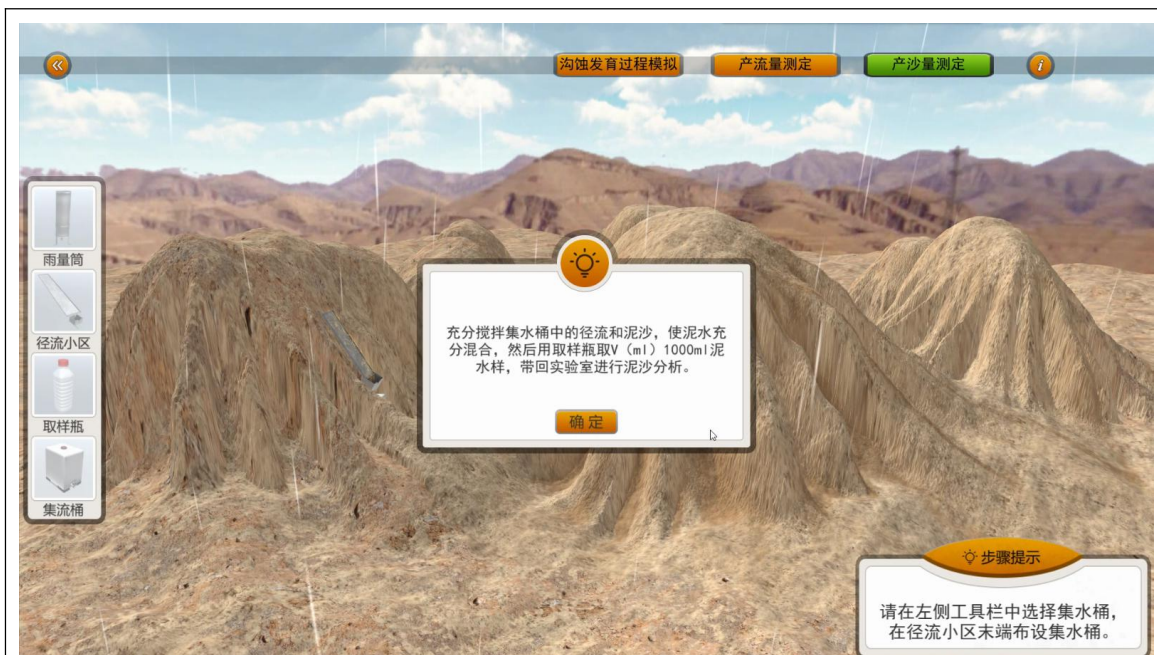 沟蚀发育过程模拟
产流量测定
产沙量测定
雨量筒
径流小区
取样瓶
集流桶
充分搅拌集水桶中的径流和泥沙，使泥水充
分混合，然后用取样瓶取V（ml）1000ml泥
水样，带回实验室进行泥沙分析。
确定
步骤提示
请在左侧工具栏中选择集水桶，
在径流小区末端布设集水桶。